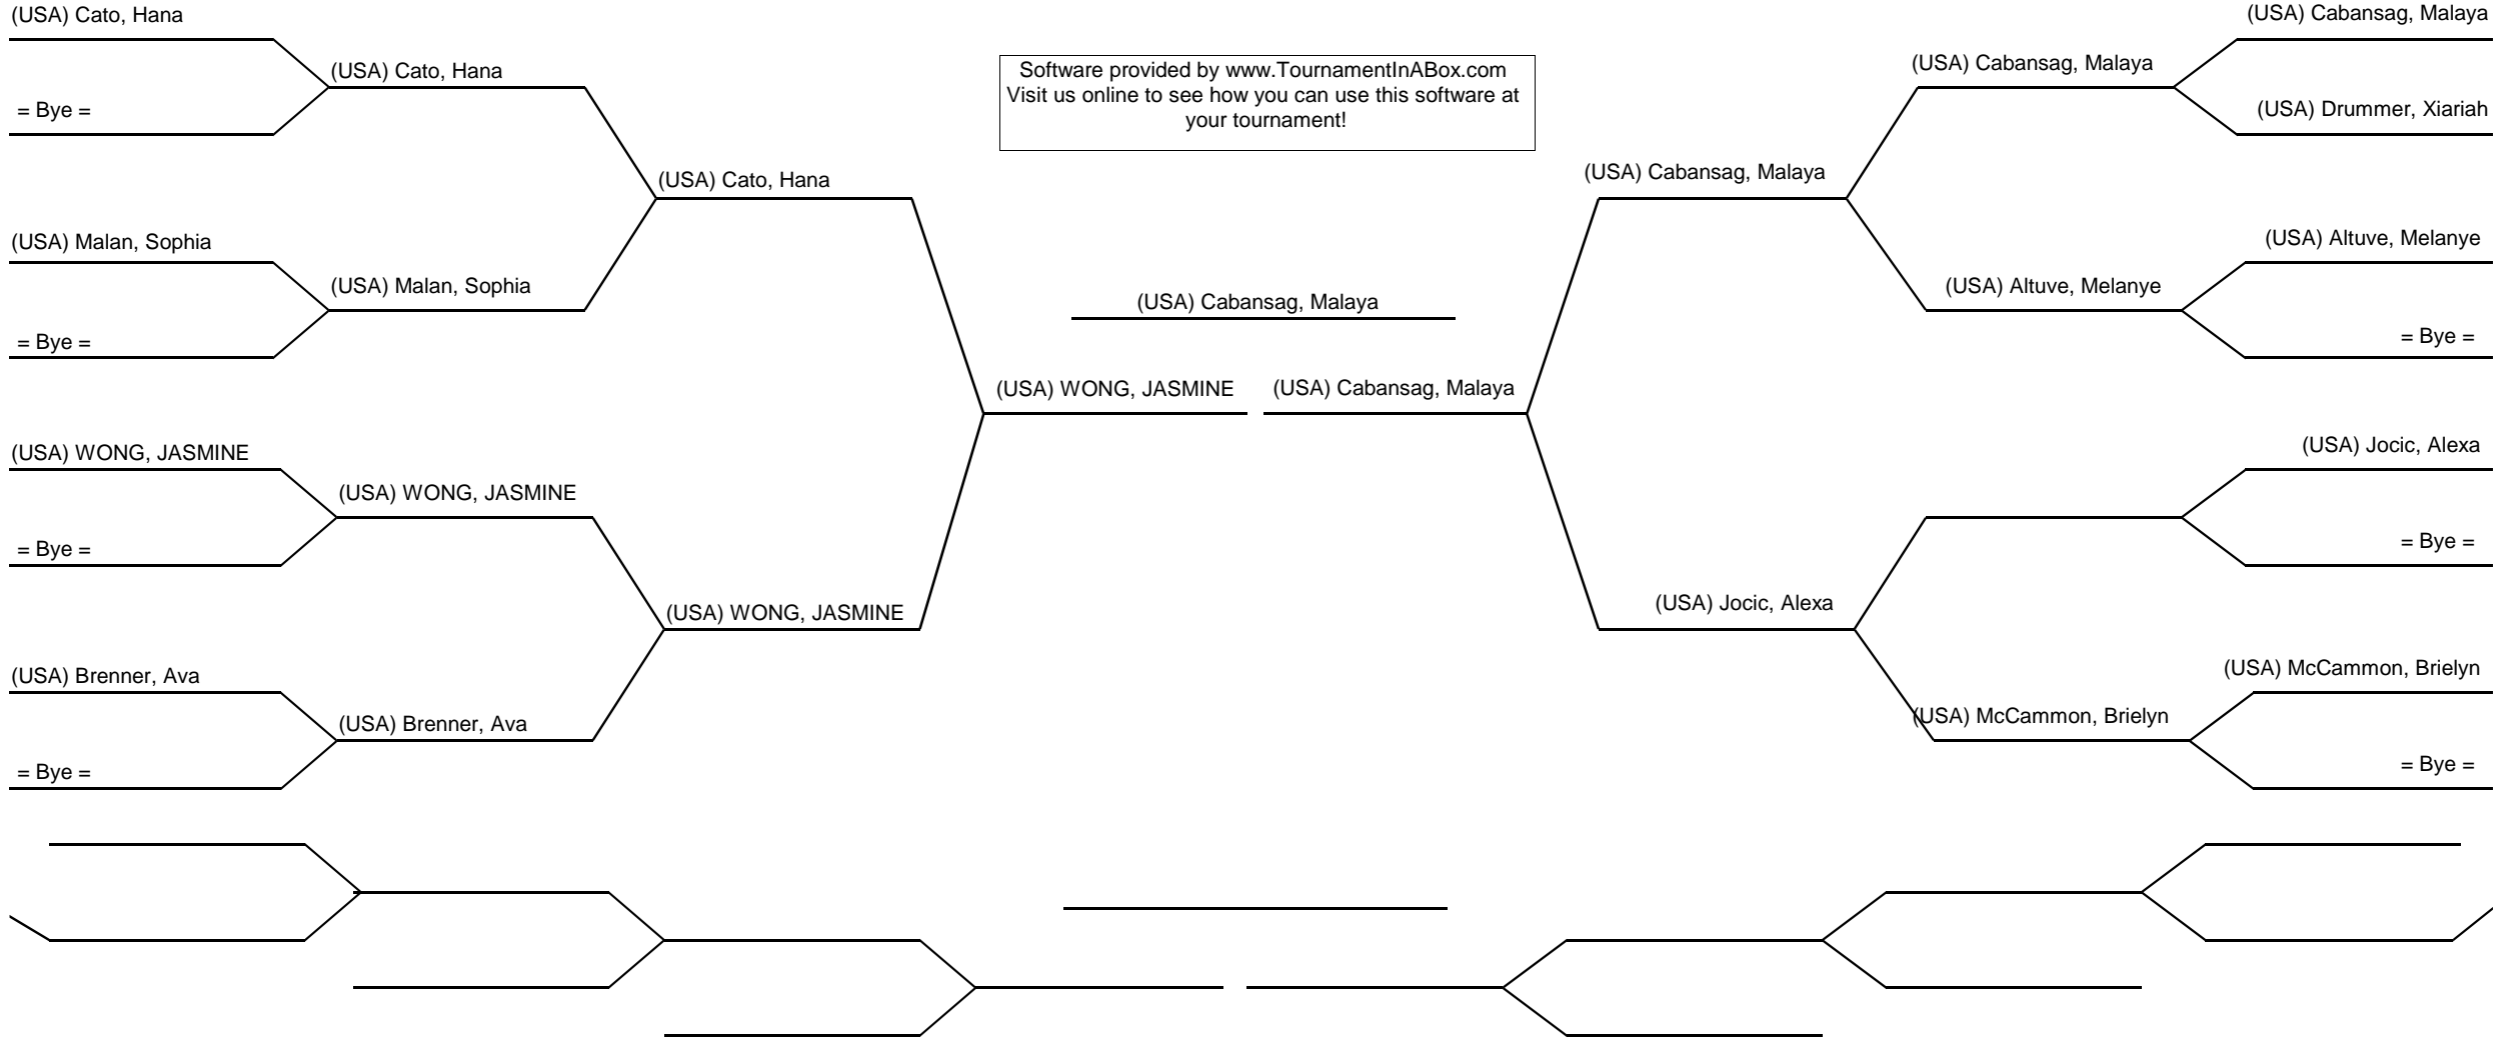 (USA) Cato, Hana
= Bye =
(USA) Malan, Sophia
= Bye =
(USA) WONG, JASMINE
= Bye =
(USA) Brenner, Ava
= Bye =
(USA) Cato, Hana
(USA) Malan, Sophia
(USA) WONG, JASMINE
(USA) Brenner, Ava
(USA) Cato, Hana
(USA) WONG, JASMINE
(USA) WONG, JASMINE
Software provided by www.TournamentInABox.com
Visit us online to see how you can use this software at
your tournament!
(USA) Cabansag, Malaya
(USA) Cabansag, Malaya
(USA) Cabansag, Malaya
(USA) Jocic, Alexa
(USA) Cabansag, Malaya
(USA) Altuve, Melanye
(USA) McCammon, Brielyn
(USA) Cabansag, Malaya
(USA) Drummer, Xiariah
(USA) Altuve, Melanye
= Bye =
(USA) Jocic, Alexa
= Bye =
(USA) McCammon, Brielyn
= Bye =